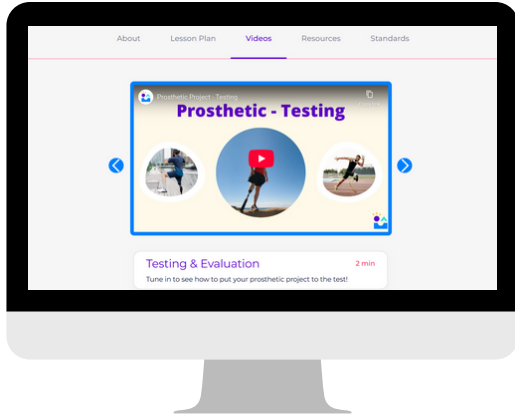 About Lesson Plan Videos Resources Standards
Prosthetic Project - Testing
Prosthetic - Testing
Testing & Evaluation 2 min
Tune in to see how to put your prosthetic project to the test!